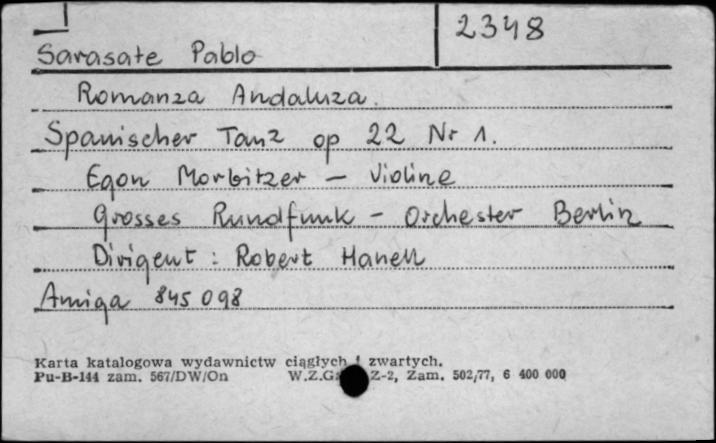 2348
Sarasate Pablo
Romanza Andaluza.
Spanischer Tanz op 22 Nr 1.
Egon Morbitzer – Violine
Grosses Rundfunk – Orchester Berlin
Dirigent : Robert Hanell
Amiga 845 098
Karta katalogowa wydawnictw ciągłych i zwartych.
Pu-B-144 zam. 567/DW/On W.Z.G. Z-2, Zam. 502/77, 6 400 000